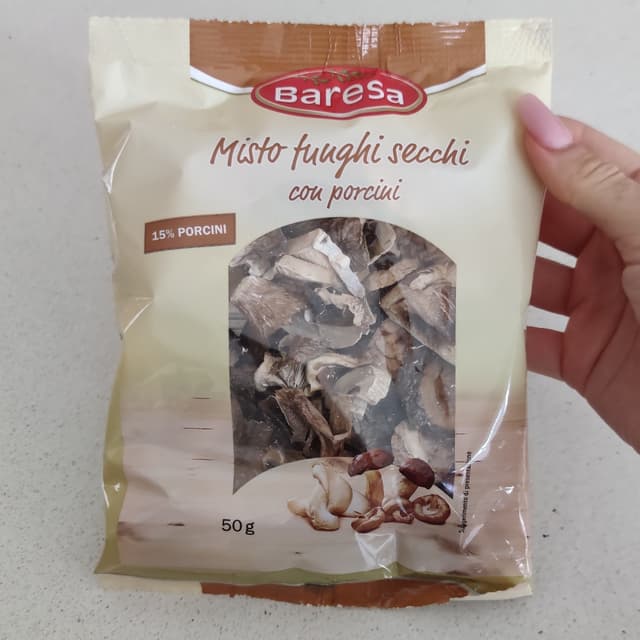 Baresa
Misto funghi secchi
con porcini
15% PORCINI
50 g